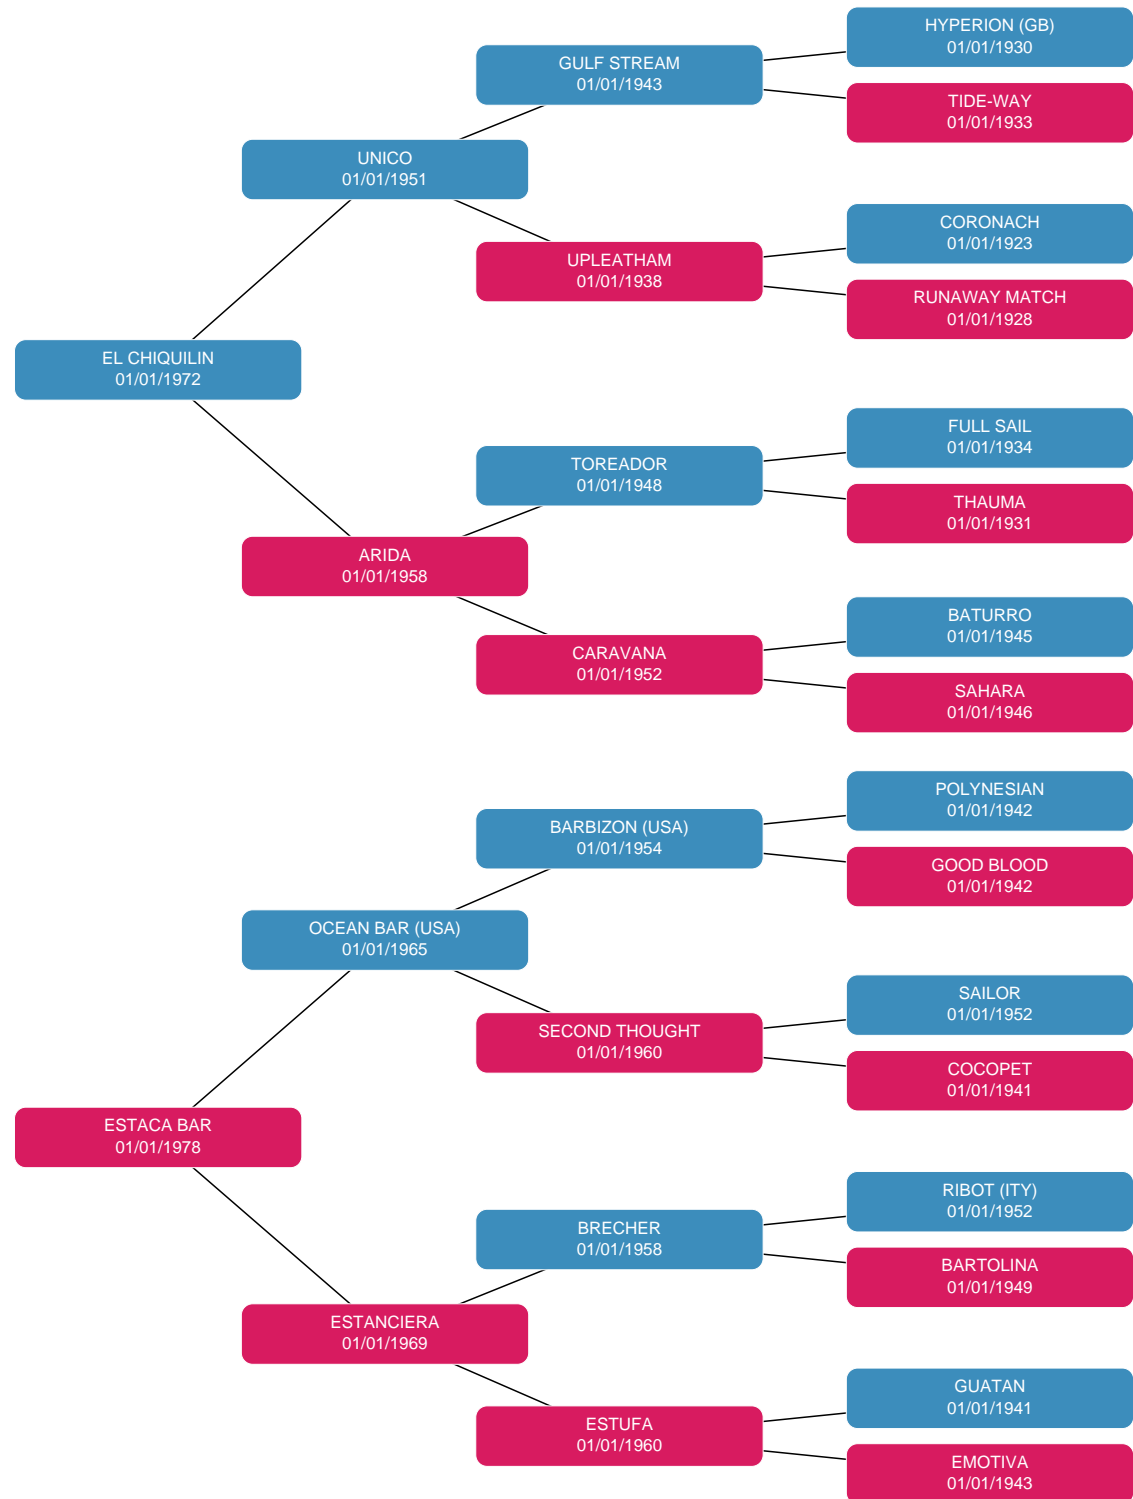 HYPERION (GB)
01/01/1930
GULF STREAM
01/01/1943
TIDE-WAY
01/01/1933
UNICO
01/01/1951
CORONACH
01/01/1923
UPLEATHAM
01/01/1938
RUNAWAY MATCH
01/01/1928
EL CHIQUILIN
01/01/1972
FULL SAIL
01/01/1934
TOREADOR
01/01/1948
THAUMA
01/01/1931
ARIDA
01/01/1958
BATURRO
01/01/1945
CARAVANA
01/01/1952
SAHARA
01/01/1946
POLYNESIAN
01/01/1942
BARBIZON (USA)
01/01/1954
GOOD BLOOD
01/01/1942
OCEAN BAR (USA)
01/01/1965
SAILOR
01/01/1952
SECOND THOUGHT
01/01/1960
COCOPET
01/01/1941
ESTACA BAR
01/01/1978
RIBOT (ITY)
01/01/1952
BRECHER
01/01/1958
BARTOLINA
01/01/1949
ESTANCIERA
01/01/1969
GUATAN
01/01/1941
ESTUFA
01/01/1960
EMOTIVA
01/01/1943